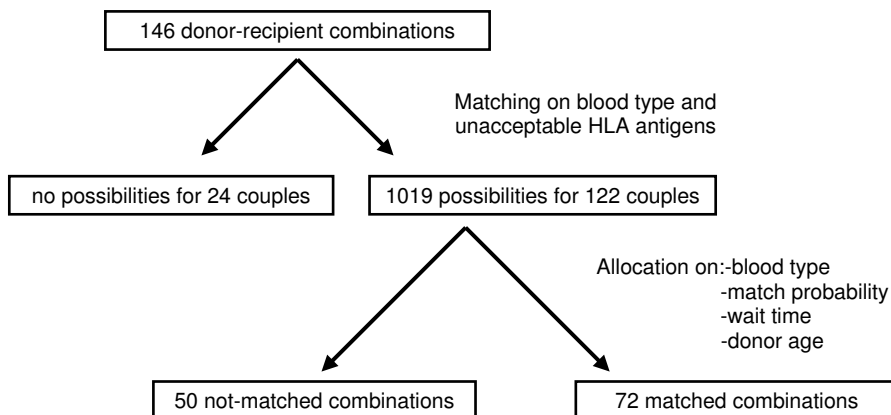 146 donor-recipient combinations
Matching on blood type and
unacceptable HLA antigens
no possibilities for 24 couples
1019 possibilities for 122 couples
Allocation on:-blood type
-match probability
-wait time
-donor age
50 not-matched combinations
72 matched combinations